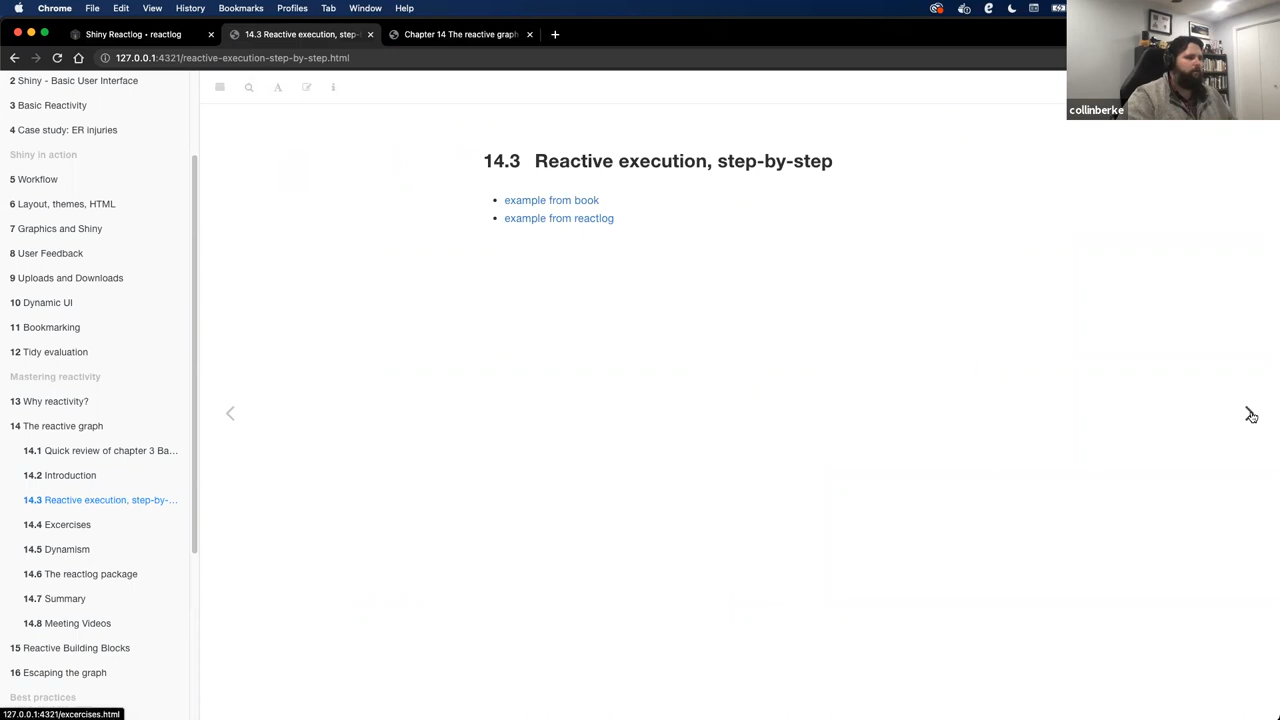 Chrome File Edit View History Bookmarks Profiles Tab Window Help
Shiny Reactlog • reactlog
14.3 Reactive execution, step-
Chapter 14 The reactive graph
127.0.0.1:4321/reactive-execution-step-by-step.html
collinberke
2 Shiny - Basic User Interface
3 Basic Reactivity
4 Case study: ER injuries
Shiny in action
5 Workflow
6 Layout, themes, HTML
7 Graphics and Shiny
8 User Feedback
9 Uploads and Downloads
10 Dynamic UI
11 Bookmarking
12 Tidy evaluation
Mastering reactivity
13 Why reactivity?
14 The reactive graph
14.1 Quick review of chapter 3 Ba...
14.2 Introduction
14.3 Reactive execution, step-by-...
14.4 Excercises
14.5 Dynamism
14.6 The reactlog package
14.7 Summary
14.8 Meeting Videos
15 Reactive Building Blocks
16 Escaping the graph
Best practices
127.0.0.1:4321/excercises.html
14.3 Reactive execution, step-by-step
• example from book
• example from reactlog